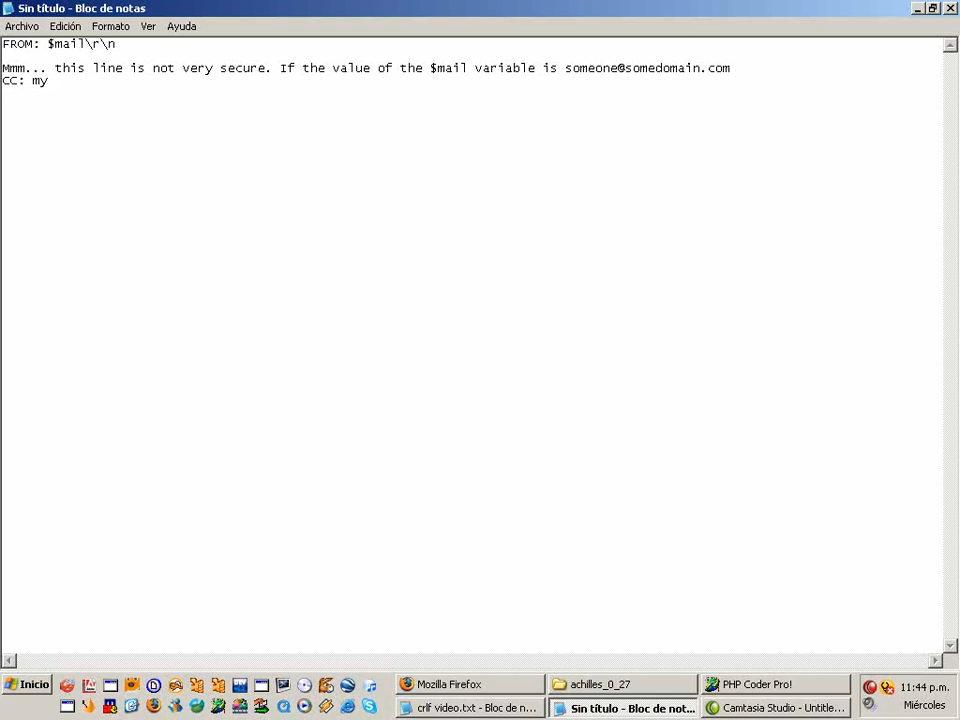 Sin título - Bloc de notas
Archivo Edición Formato Ver Ayuda
FROM: $mail\r\n
Mmm... this line is not very secure. If the value of the $mail variable is someone@somedomain.com
CC: my
Inicio Mozilla Firefox achilles_0_27 PHP Coder Pro! 11:44 p.m.
crlf video.txt - Bloc de n... Sin título - Bloc de not... Camtasia Studio - Untitle... Miércoles